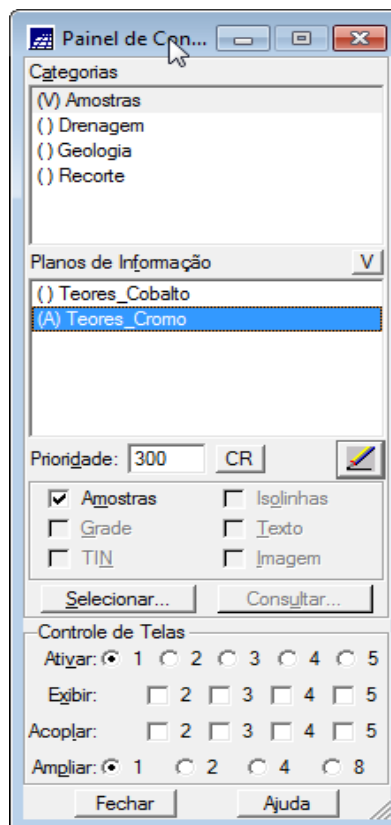 Painel de Con...
Categorias
(V) Amostras
( ) Drenagem
( ) Geologia
( ) Recorte
Planos de Informação V
( ) Teores_Cobalto
(A) Teores_Cromo
Prioridade: 300 CR
Amostras Isolinhas
Grade Texto
TIN Imagem
Selecionar... Consultar...
Controle de Telas
Ativar: 1 2 3 4 5
Exibir: 2 3 4 5
Acoplar: 2 3 4 5
Ampliar: 1 2 4 8
Fechar Ajuda